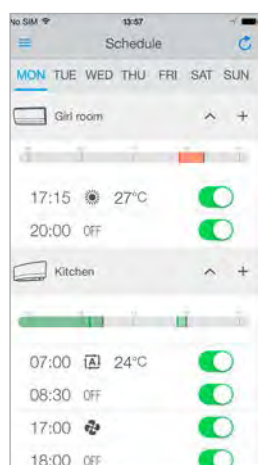 No SIM 13:57
Schedule
MON TUE WED THU FRI SAT SUN
Girl room
17:15 27°C
20:00 OFF
Kitchen
07:00 A 24°C
08:30 OFF
17:00
18:00 OFF